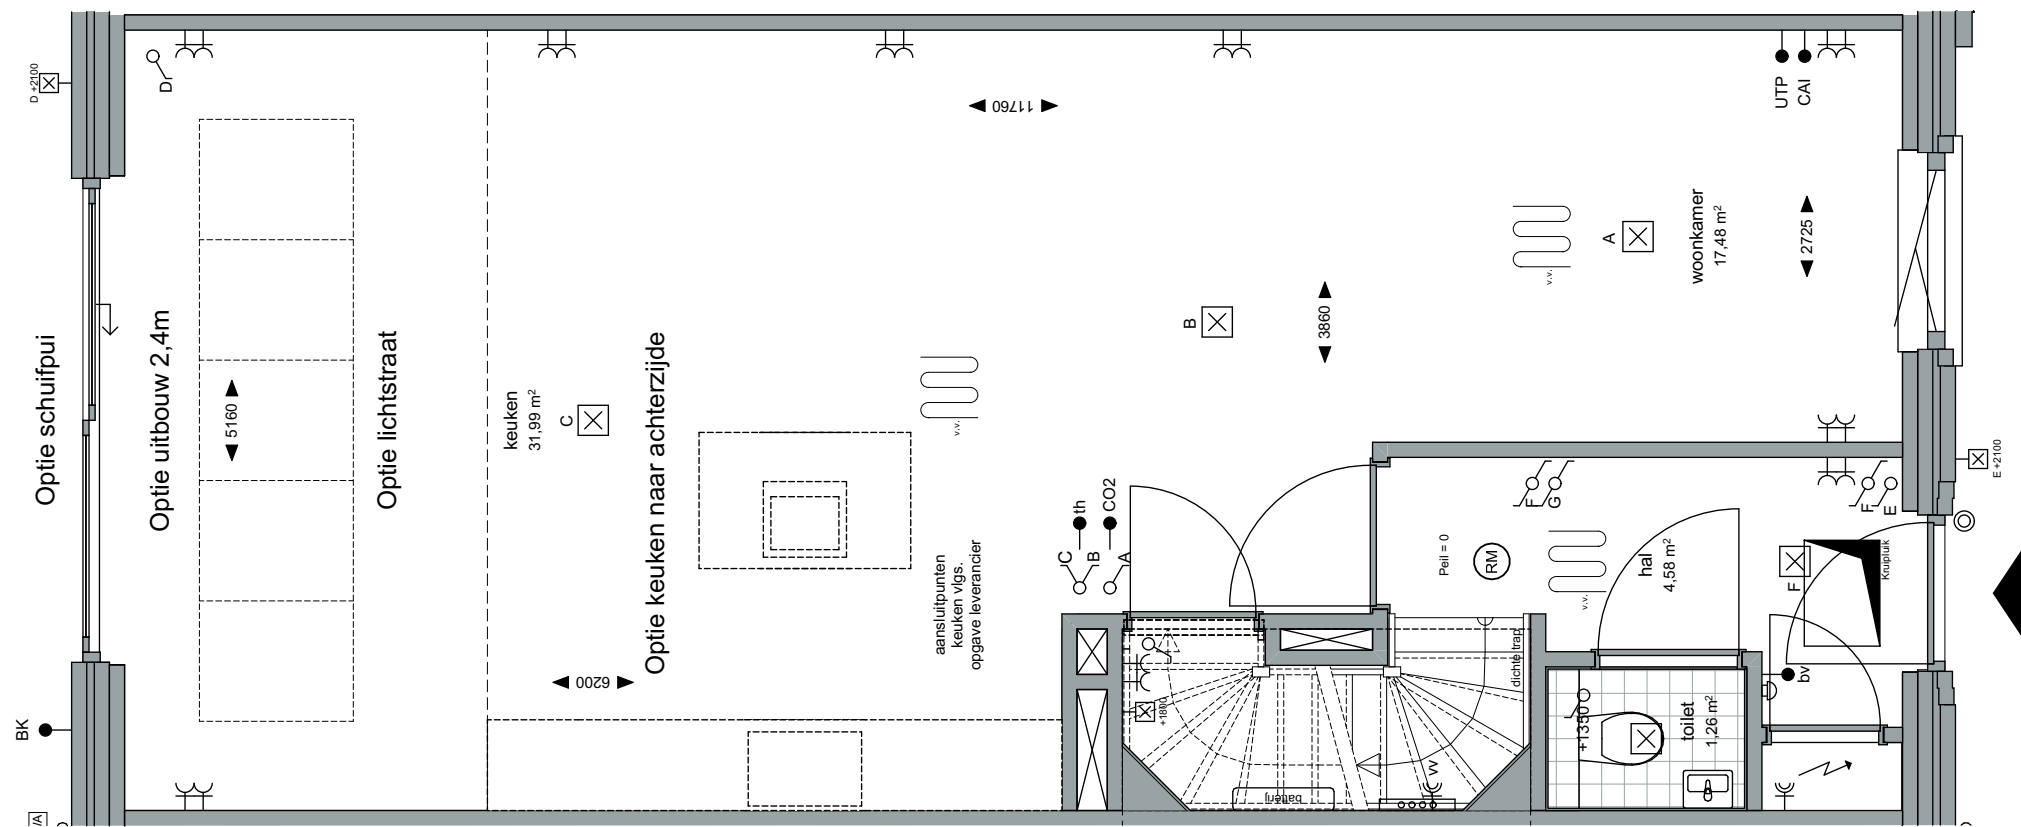 D +2100
D
Optie schuifpui
Optie uitbouw 2,4m
5160
Optie lichtstraat
BK
keuken
31,99 m²
C
Optie keuken naar achterzijde
6200
11760
v.v.
aansluitpunten
keuken vlgs.
opgave leverancier
C
B
A
th
CO2
B
3860
v.v.
A
woonkamer
17,48 m²
2725
UTP
CAI
E +2100
F
G
F
E
Peil = 0
RM
v.v.
hal
4,58 m²
F
Kruipluik
bv
dichte trap
+1800
batterij
vv
+1350
toilet
1,26 m²